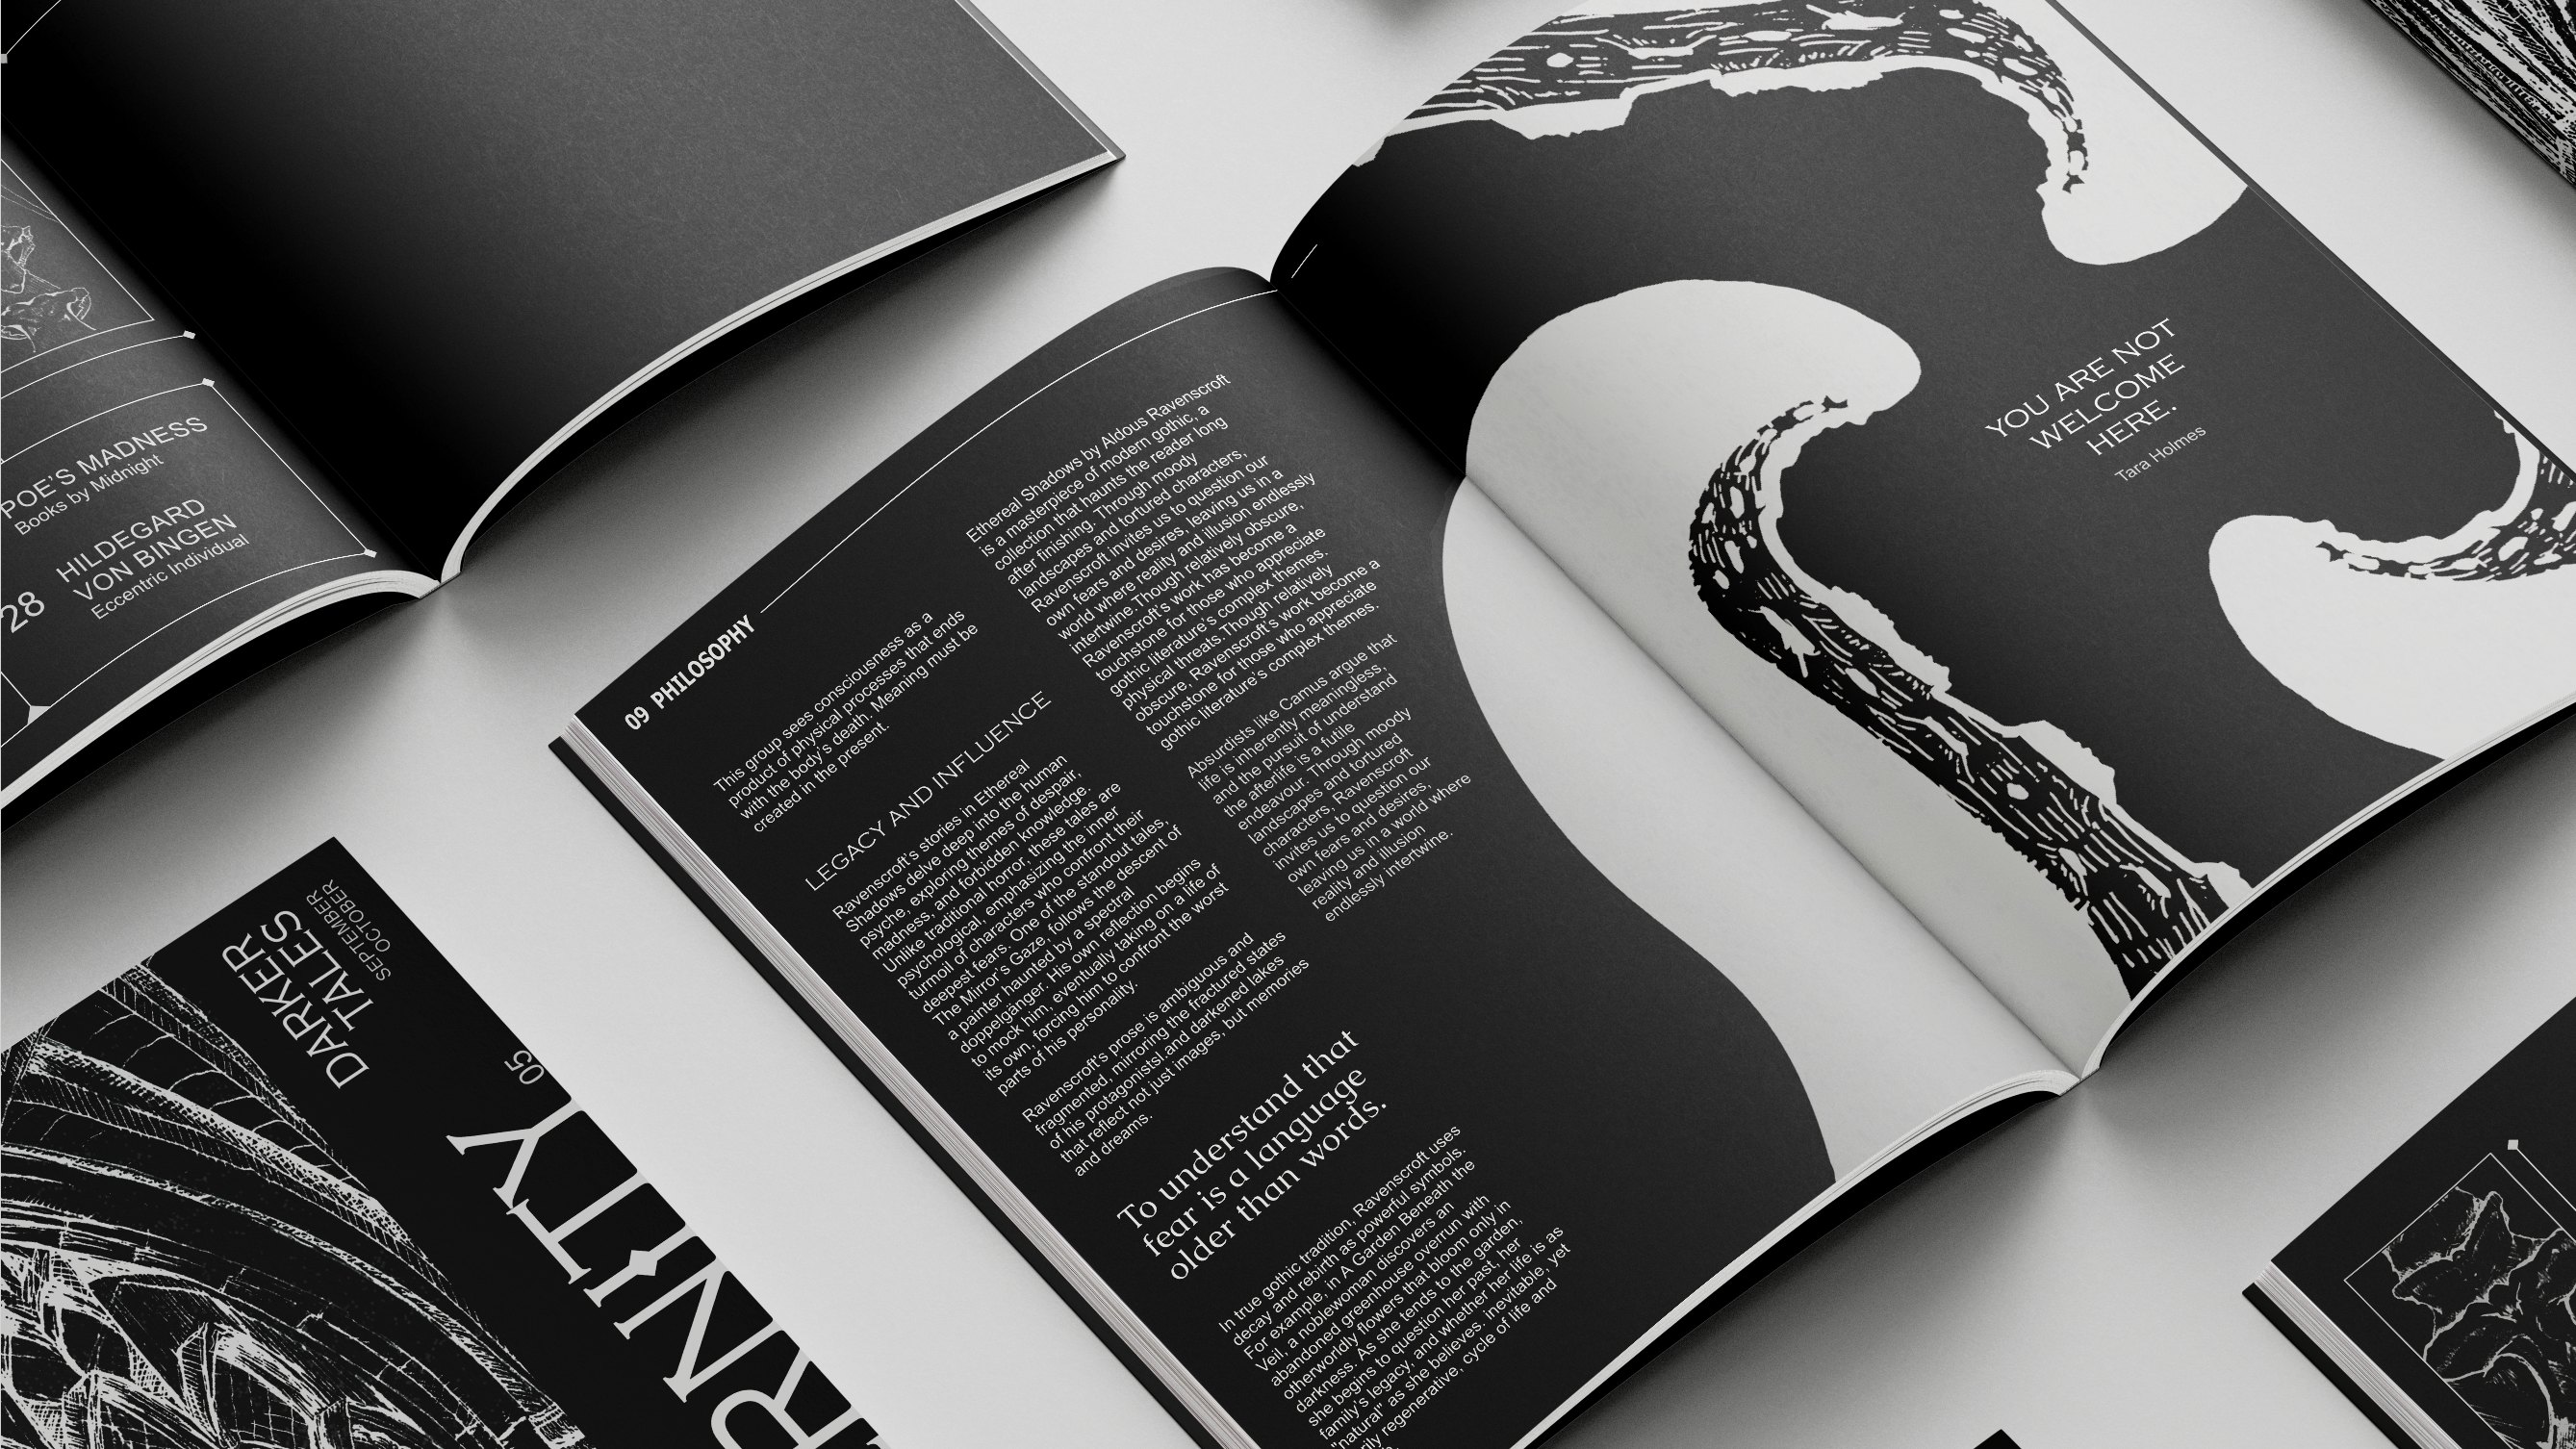 POE'S MADNESS
Books by Midnight
28
HILDEGARD
VON BINGEN
Eccentric Individual
DARKER
TALES
SEPTEMBER
OCTOBER
05
RNITY
09 PHILOSOPHY
This group sees consciousness as a
product of physical processes that ends
with the body's death. Meaning must be
created in the present.
LEGACY AND INFLUENCE
Ravenscroft's stories in Ethereal
Shadows delve deep into the human
psyche, exploring themes of despair,
madness, and forbidden knowledge.
Unlike traditional horror, these tales are
psychological, emphasizing the inner
turmoil of characters who confront their
deepest fears. One of the standout tales,
The Mirror's Gaze, follows the descent of
a painter haunted by a spectral
doppelgänger. His own reflection begins
to mock him, eventually taking on a life of
its own, forcing him to confront the worst
parts of his personality.
Ravenscroft's prose is ambiguous and
fragmented, mirroring the fractured states
of his protagonistsl.and darkened lakes
that reflect not just images, but memories
and dreams.
Ethereal Shadows by Aldous Ravenscroft
is a masterpiece of modern gothic, a
collection that haunts the reader long
after finishing. Through moody
landscapes and tortured characters,
Ravenscroft invites us to question our
own fears and desires, leaving us in a
world where reality and illusion endlessly
intertwine. Though relatively obscure,
Ravenscroft's work has become a
touchstone for those who appreciate
gothic literature's complex themes.
physical threats.Though relatively
obscure, Ravenscroft's work become a
touchstone for those who appreciate
gothic literature's complex themes.
Absurdists like Camus argue that
life is inherently meaningless,
and the pursuit of understand
the afterlife is a futile
endeavour. Through moody
landscapes and tortured
characters, Ravenscroft
invites us to question our
own fears and desires,
leaving us in a world where
reality and illusion
endlessly intertwine.
To understand that
fear is a language
older than words.
In true gothic tradition, Ravenscroft uses
decay and rebirth as powerful symbols.
For example, in A Garden Beneath the
Veil, a noblewoman discovers an
abandoned greenhouse overrun with
otherworldly flowers that bloom only in
darkness. As she tends to the garden,
she begins to question her past, her
family's legacy, and whether her life is as
"natural" as she believes. inevitable, yet
rily regenerative, cycle of life and
YOU ARE NOT
WELCOME
HERE.
Tara Holmes